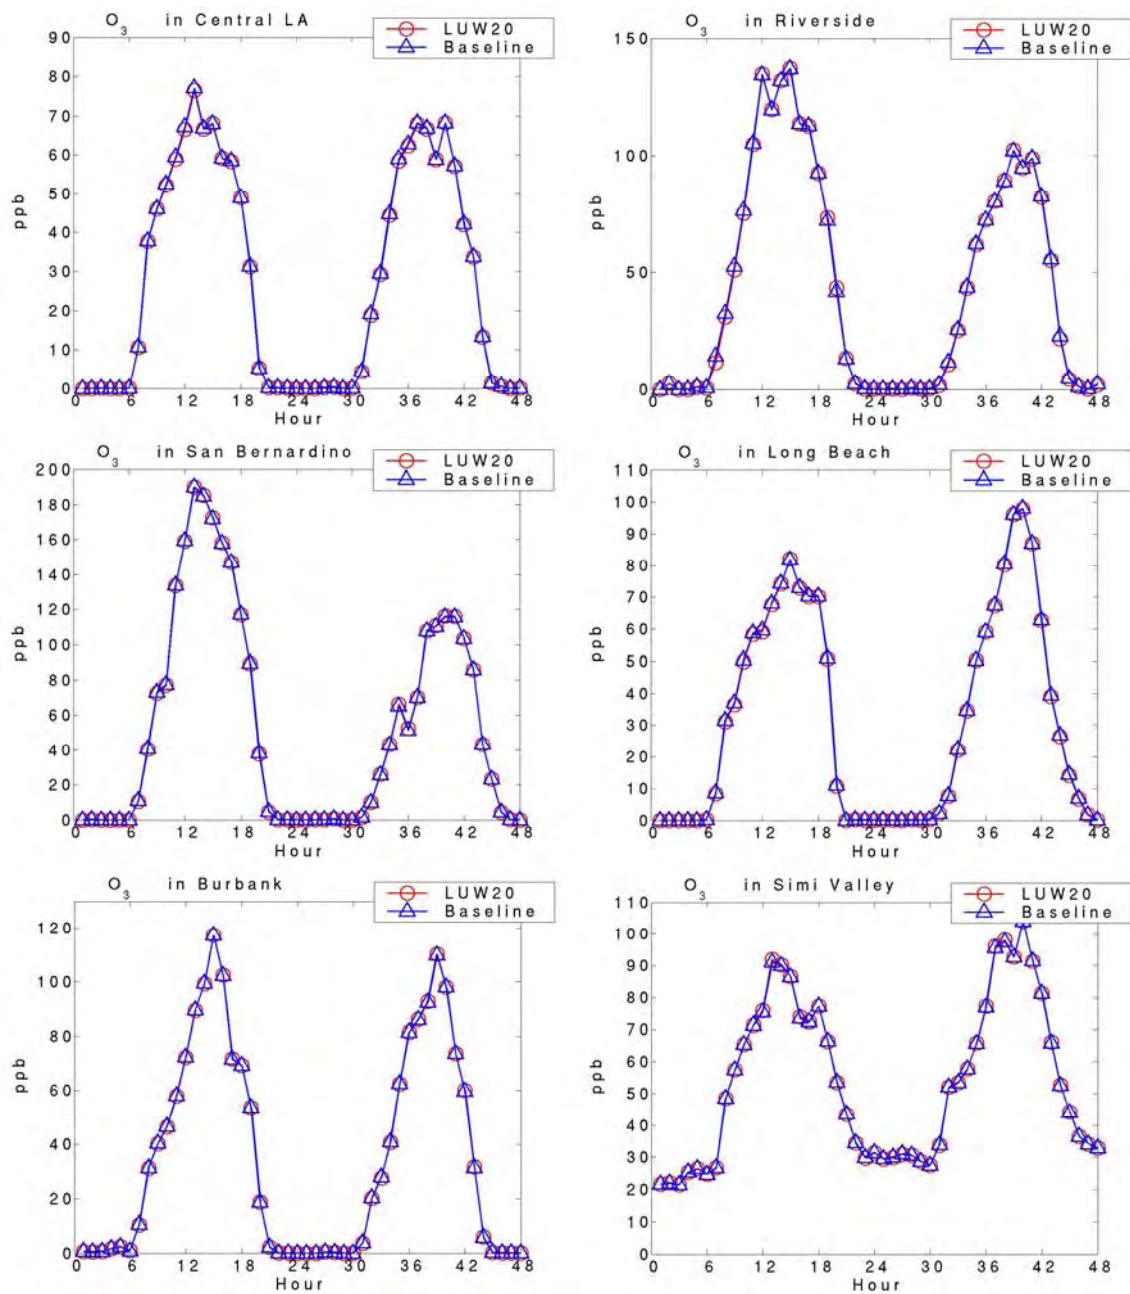 O3 in Central LA
LUW20
Baseline
90
80
70
60
50
40
30
20
10
0
ppb
0 6 12 18 24 30 36 42 48
Hour
O3 in Riverside
LUW20
Baseline
150
100
50
0
ppb
0 6 12 18 24 30 36 42 48
Hour
O3 in San Bernardino
LUW20
Baseline
200
180
160
140
120
100
80
60
40
20
0
ppb
0 6 12 18 24 30 36 42 48
Hour
O3 in Long Beach
LUW20
Baseline
110
100
90
80
70
60
50
40
30
20
10
0
ppb
0 6 12 18 24 30 36 42 48
Hour
O3 in Burbank
LUW20
Baseline
120
100
80
60
40
20
0
ppb
0 6 12 18 24 30 36 42 48
Hour
O3 in Simi Valley
LUW20
Baseline
110
100
90
80
70
60
50
40
30
20
10
0
ppb
0 6 12 18 24 30 36 42 48
Hour